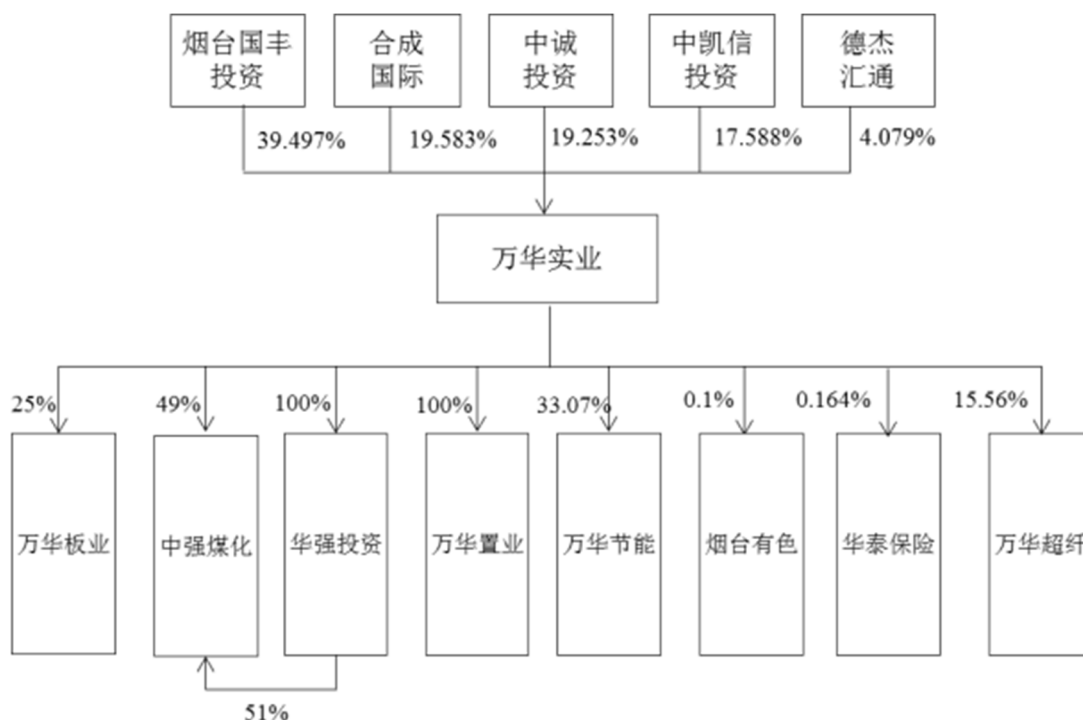 烟台国丰
投资
合成
国际
中诚
投资
中凯信
投资
德杰
汇通
39.497%
19.583%
19.253%
17.588%
4.079%
万华实业
25%
49%
100%
100%
33.07%
0.1%
0.164%
15.56%
万华板业
中强煤化
华强投资
万华置业
万华节能
烟台有色
华泰保险
万华超纤
51%